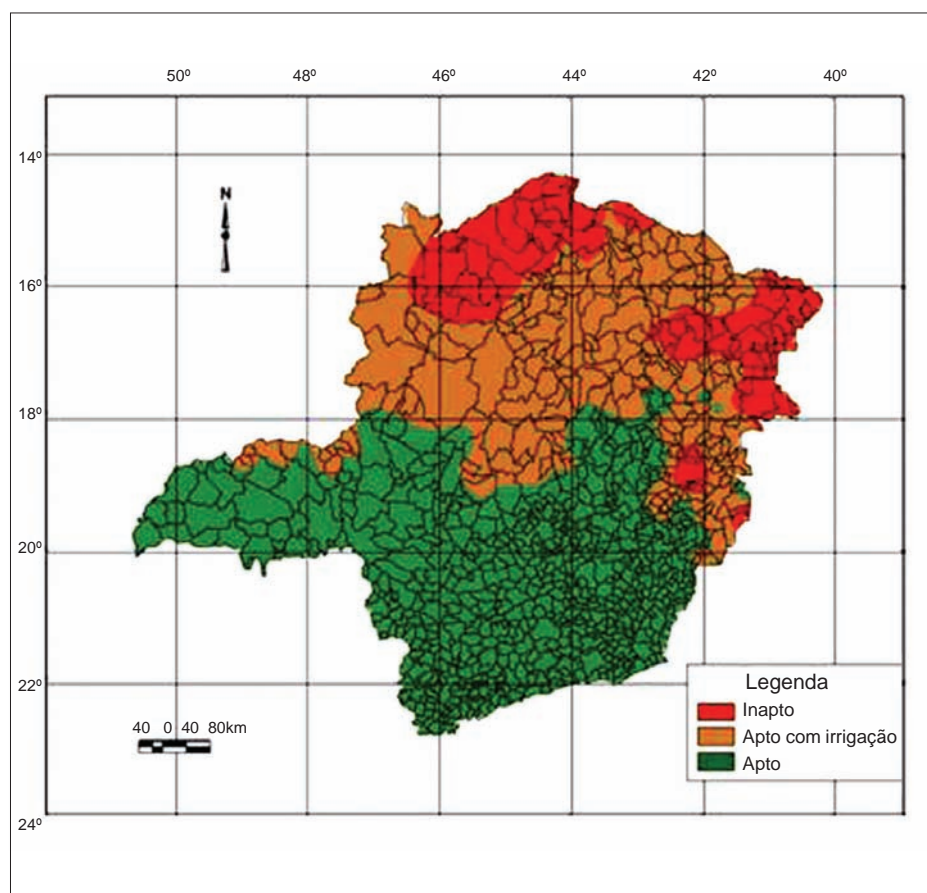 50º 48º 46º 44º 42º 40º
14º
N
16º
18º
20º
22º
Legenda
Inapto
40 0 40 80km
Apto com irrigação
Apto
24º